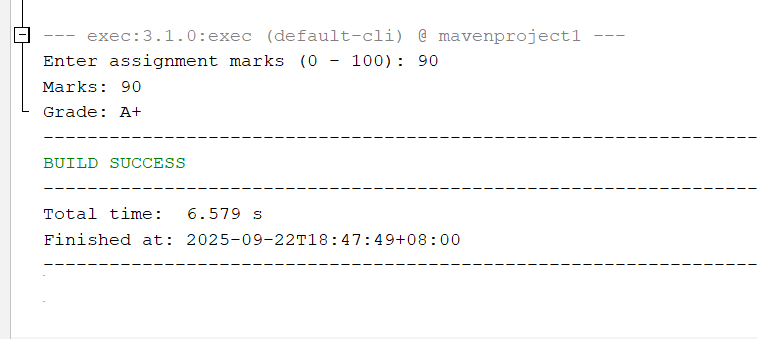 --- exec:3.1.0:exec (default-cli) @ mavenproject1 ---
Enter assignment marks (0 - 100): 90
Marks: 90
Grade: A+
------------------------------------------------------------------------
BUILD SUCCESS
------------------------------------------------------------------------
Total time:  6.579 s
Finished at: 2025-09-22T18:47:49+08:00
------------------------------------------------------------------------